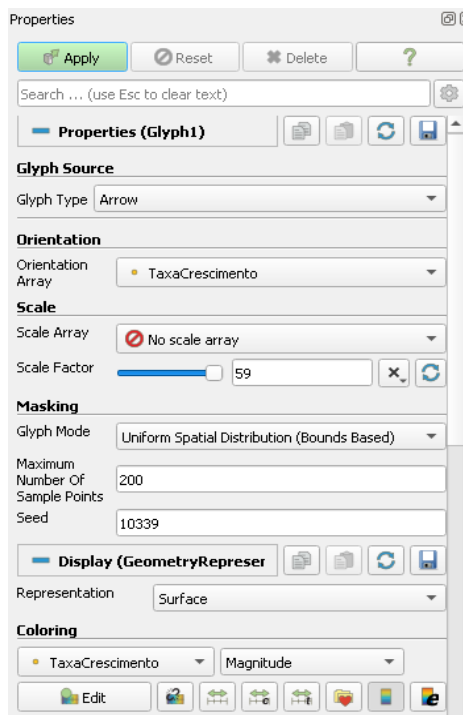 Properties
Apply Reset Delete ?
Search ... (use Esc to clear text)
Properties (Glyph1)
Glyph Source
Glyph Type Arrow
Orientation
Orientation
Array
TaxaCrescimento
Scale
Scale Array No scale array
Scale Factor 59
Masking
Glyph Mode Uniform Spatial Distribution (Bounds Based)
Maximum
Number Of
Sample Points
200
Seed 10339
Display (GeometryRepreser
Representation Surface
Coloring
TaxaCrescimento Magnitude
Edit